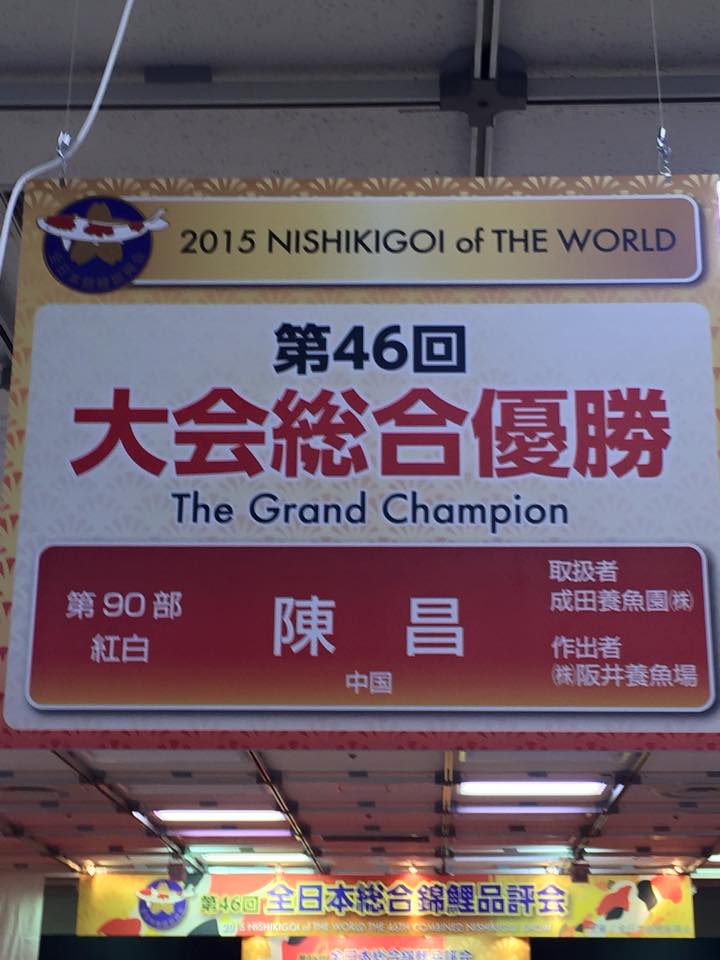 2015 NISHIKIGOI of THE WORLD
第46回
大会総合優勝
The Grand Champion
第90部
紅白
陳 昌
中国
取扱者
成田養魚園㈱
作出者
㈱阪井養魚場
第46回 全日本総合錦鯉品評会
2015 NISHIKIGOI of THE WORLD THE 46TH COMBINED NISHIKIGOI SHOW